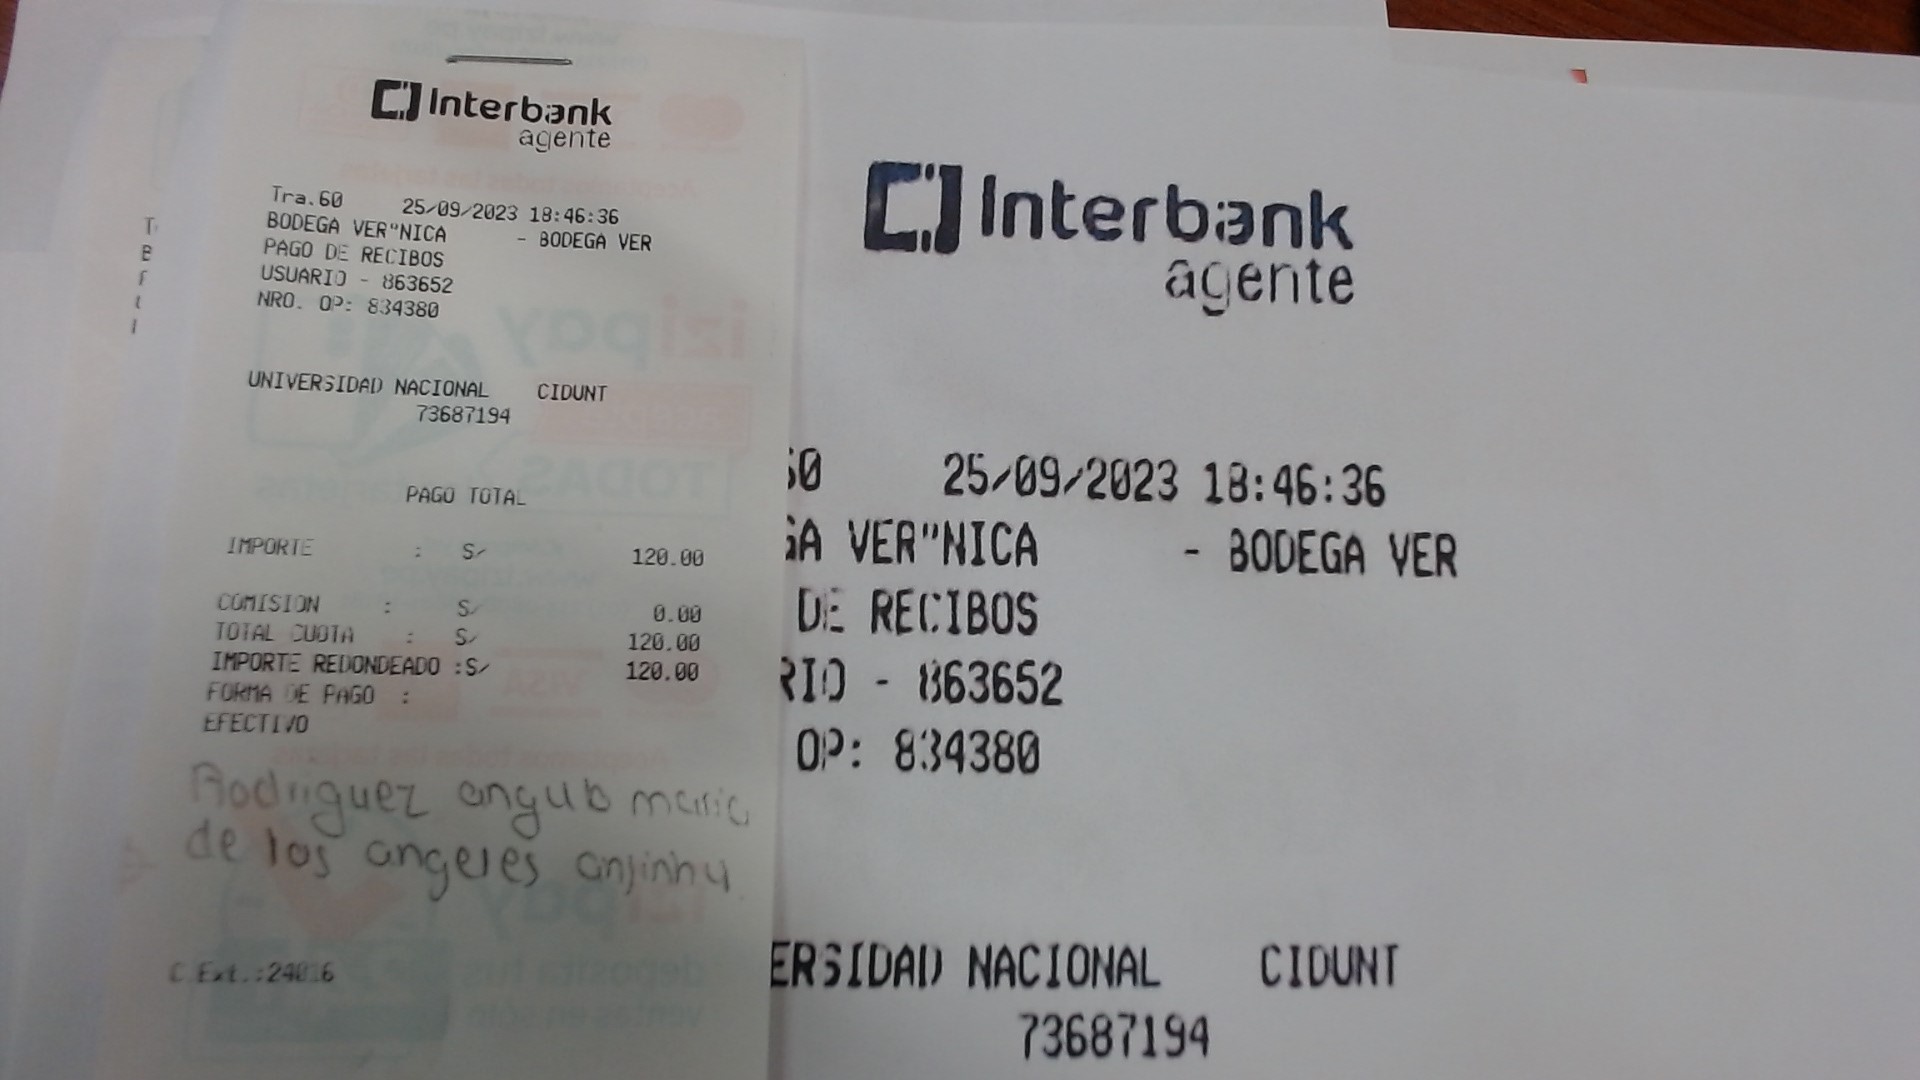 Interbank
agente
Tra.60 25/09/2023 18:46:36
BODEGA VER"NICA - BODEGA VER
PAGO DE RECIBOS
USUARIO - 863652
NRO. OP: 834380
UNIVERSIDAD NACIONAL CIDUNT
73687194
PAGO TOTAL
IMPORTE : S/ 120.00
COMISION : S/ 0.00
TOTAL CUOTA : S/ 120.00
IMPORTE REDONDEADO :S/ 120.00
FORMA DE PAGO :
EFECTIVO
Rodriguez angulo maria
de los angeles anjinhy
C.Ext.:24016
Interbank
agente
60 25/09/2023 18:46:36
GA VER"NICA - BODEGA VER
DE RECIBOS
RIO - 863652
OP: 834380
ERSIDAD NACIONAL CIDUNT
73687194